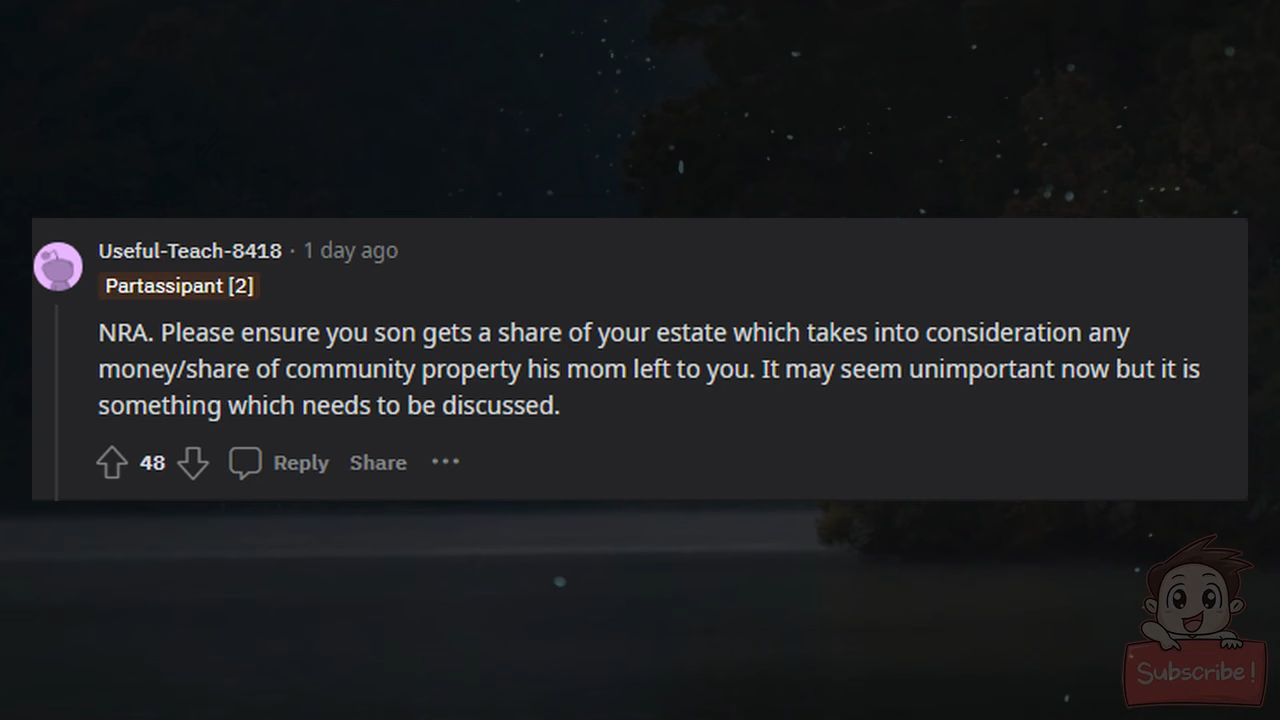 Useful-Teach-8418 · 1 day ago
Partassipant [2]
NRA. Please ensure you son gets a share of your estate which takes into consideration any
money/share of community property his mom left to you. It may seem unimportant now but it is
something which needs to be discussed.
48 Reply Share ···
Subscribe!